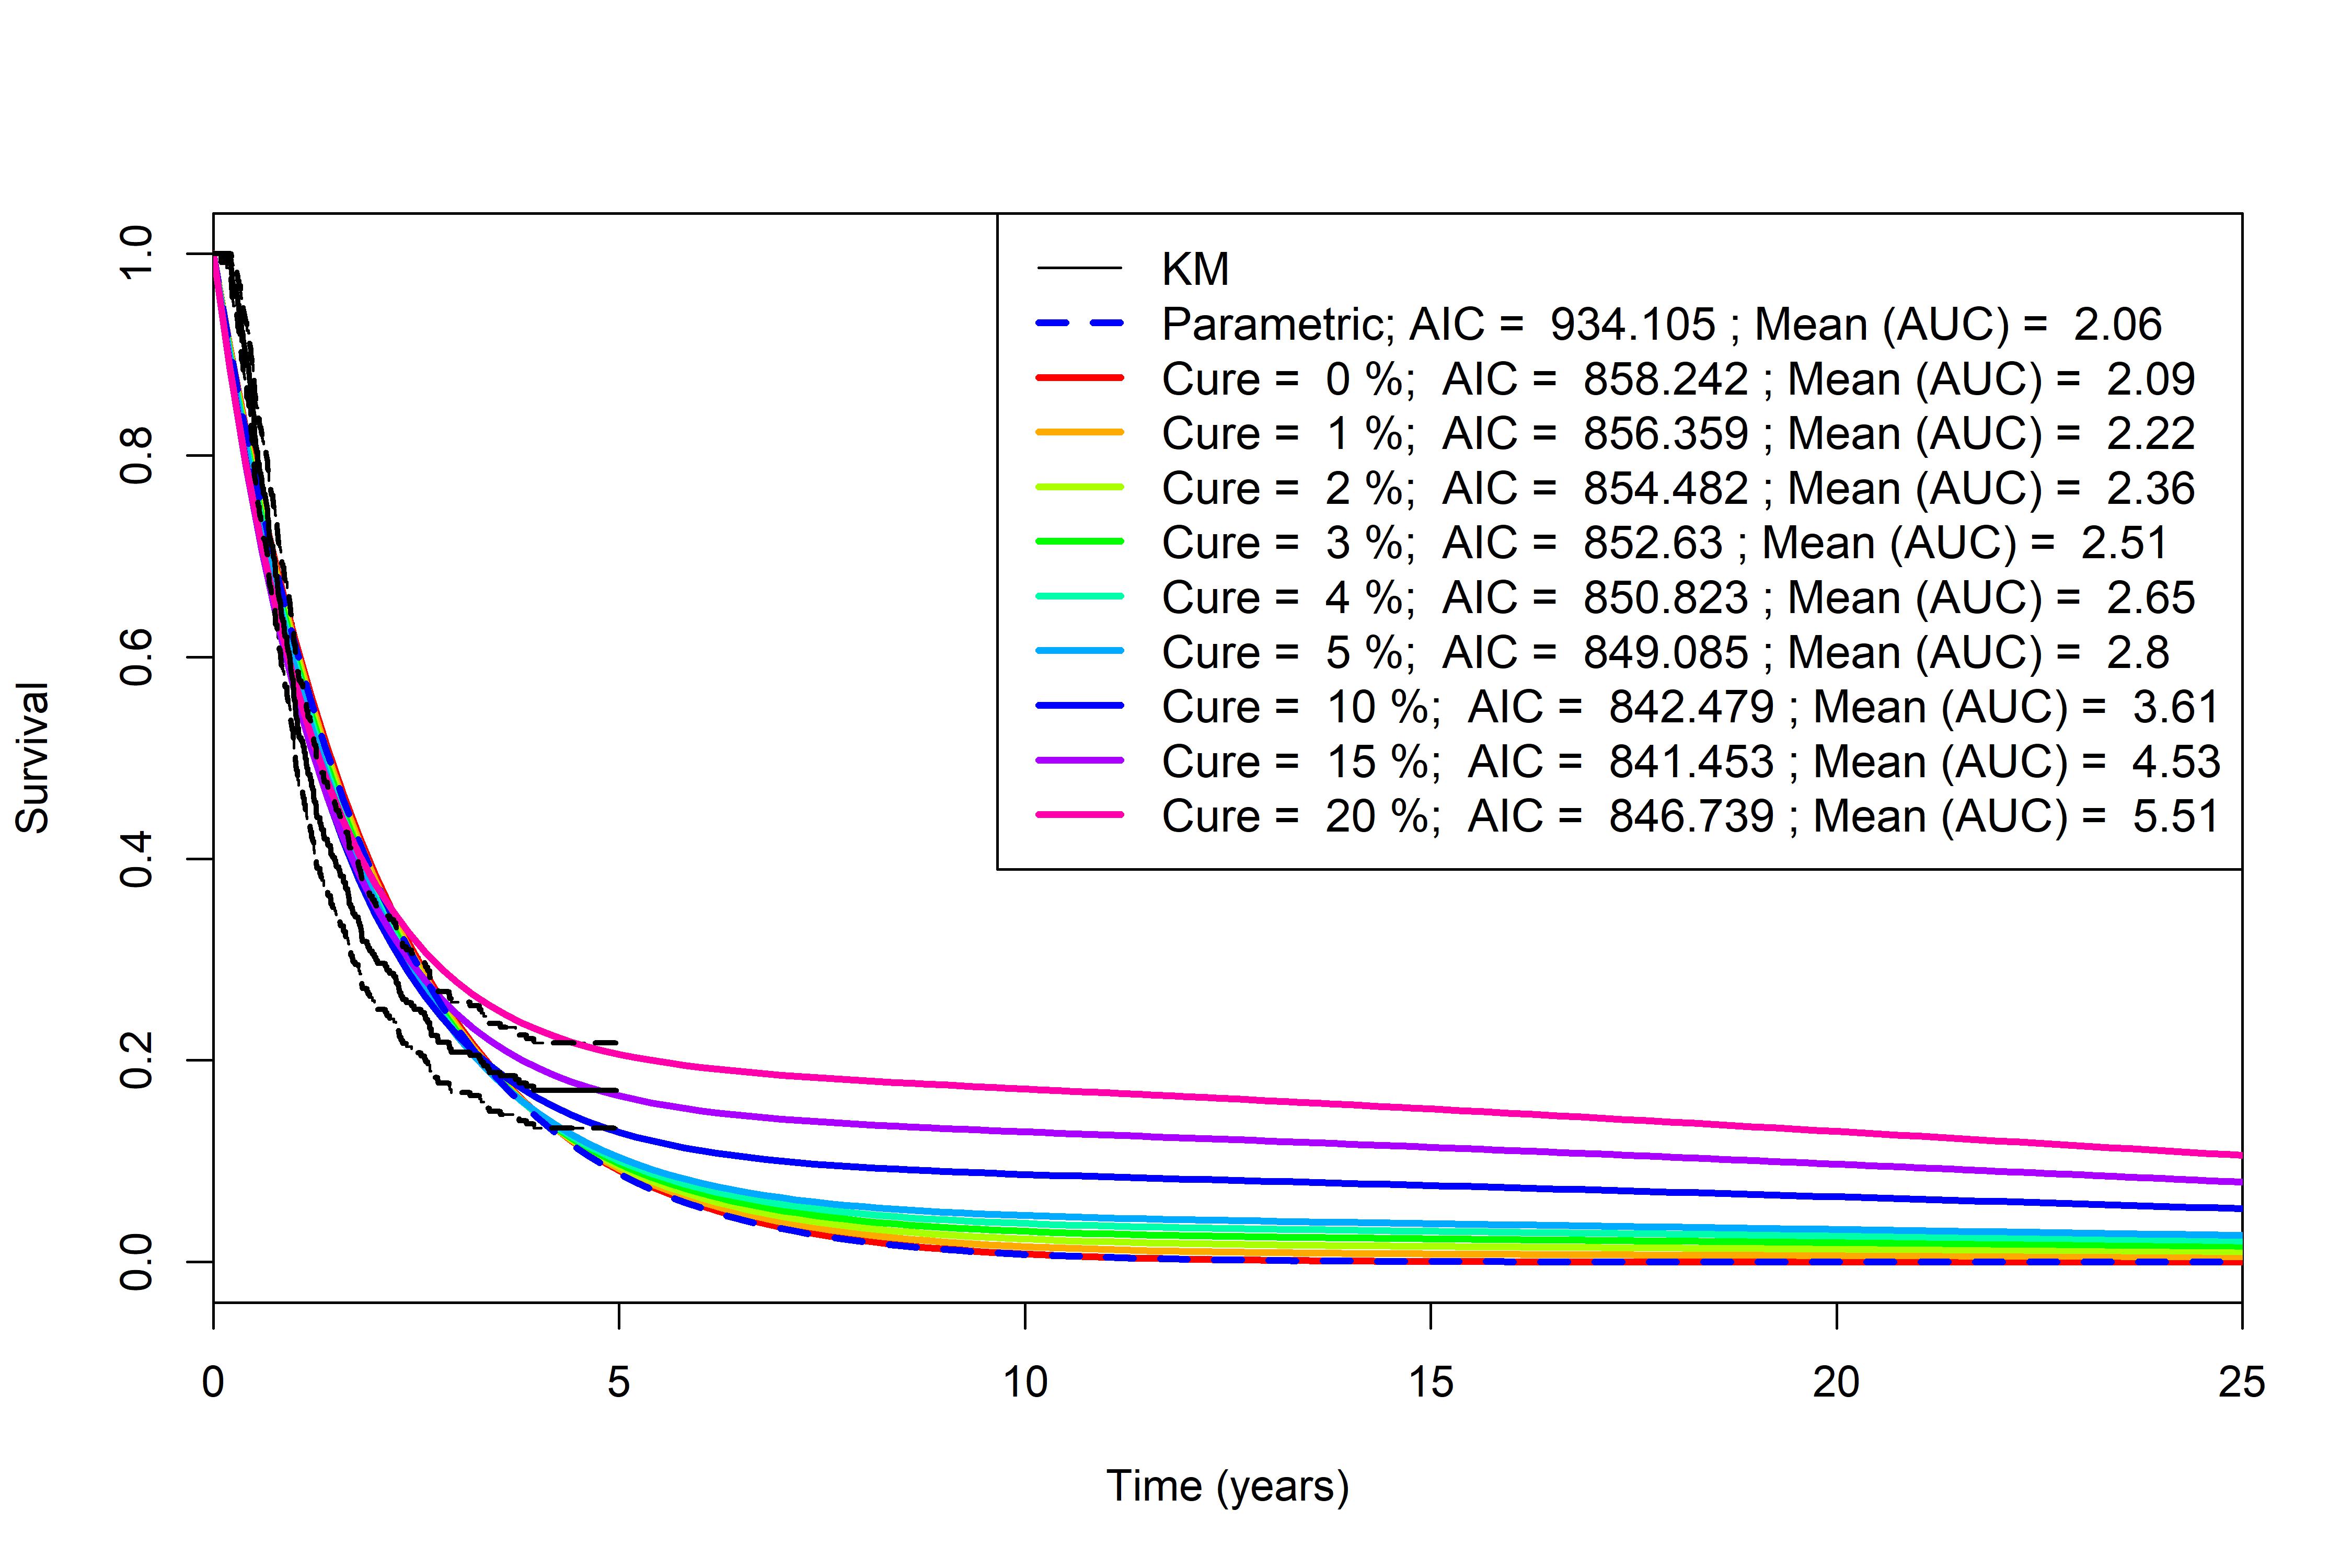 KM
Parametric; AIC =  934.105 ; Mean (AUC) =  2.06
Cure =  0 %;  AIC =  858.242 ; Mean (AUC) =  2.09
Cure =  1 %;  AIC =  856.359 ; Mean (AUC) =  2.22
Cure =  2 %;  AIC =  854.482 ; Mean (AUC) =  2.36
Cure =  3 %;  AIC =  852.63 ; Mean (AUC) =  2.51
Cure =  4 %;  AIC =  850.823 ; Mean (AUC) =  2.65
Cure =  5 %;  AIC =  849.085 ; Mean (AUC) =  2.8
Cure =  10 %;  AIC =  842.479 ; Mean (AUC) =  3.61
Cure =  15 %;  AIC =  841.453 ; Mean (AUC) =  4.53
Cure =  20 %;  AIC =  846.739 ; Mean (AUC) =  5.51
Survival
1.0
0.8
0.6
0.4
0.2
0.0
0 5 10 15 20 25
Time (years)